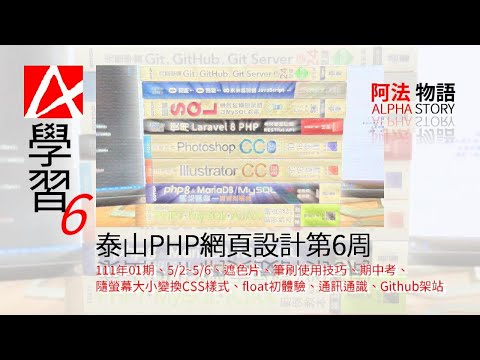 學習6
阿法 物語
ALPHA STORY
Git、GitHub、Git Server
Git、GitHub、Git Server
SQL
Laravel 8 PHP
Photoshop CC
Illustrator CC
php8 & MariaDB/MySQL
泰山PHP網頁設計第6周
111年01期、5/2~5/6、遮色片、筆刷使用技巧、期中考、
隨螢幕大小變換CSS樣式、float初體驗、通訊通識、Github架站